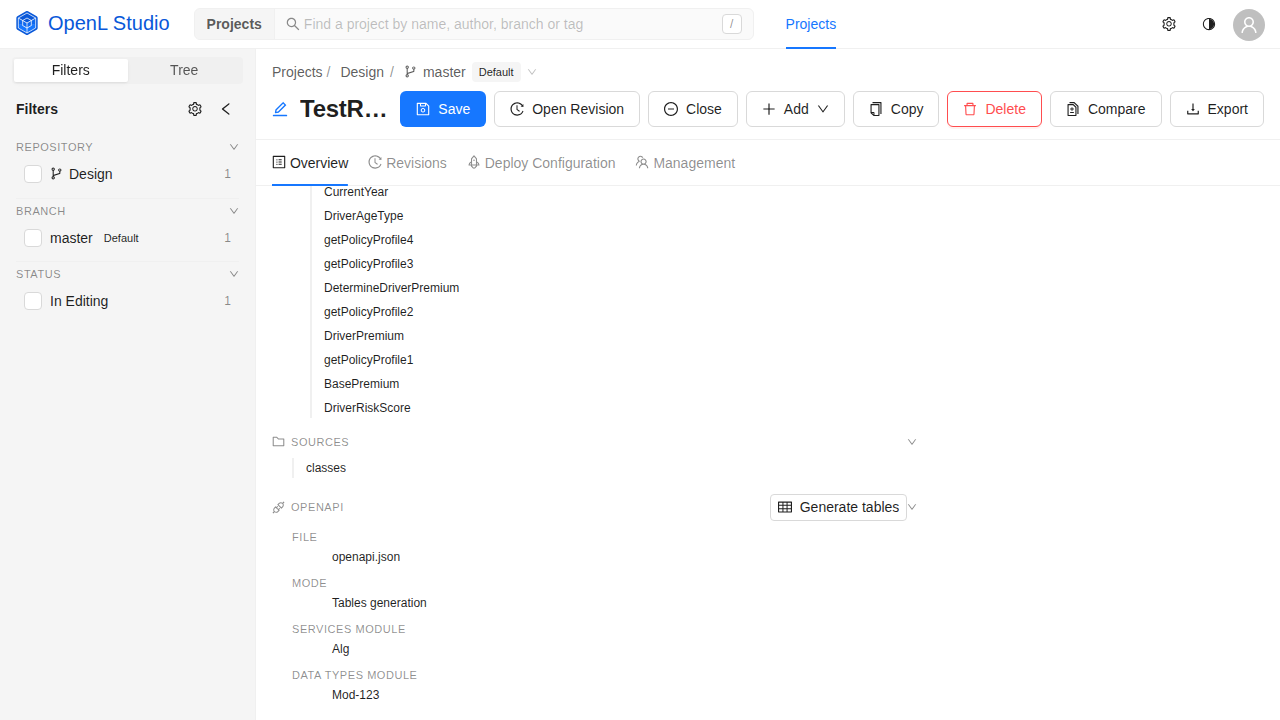 OpenL Studio
Projects
Find a project by name, author, branch or tag
/
Projects
Filters
Tree
Filters
REPOSITORY
Design 1
BRANCH
master Default 1
STATUS
In Editing 1
Projects / Design / master Default
TestR...
Save
Open Revision
Close
Add
Copy
Delete
Compare
Export
Overview
Revisions
Deploy Configuration
Management
CurrentYear
DriverAgeType
getPolicyProfile4
getPolicyProfile3
DetermineDriverPremium
getPolicyProfile2
DriverPremium
getPolicyProfile1
BasePremium
DriverRiskScore
SOURCES
classes
OPENAPI
Generate tables
FILE
openapi.json
MODE
Tables generation
SERVICES MODULE
Alg
DATA TYPES MODULE
Mod-123